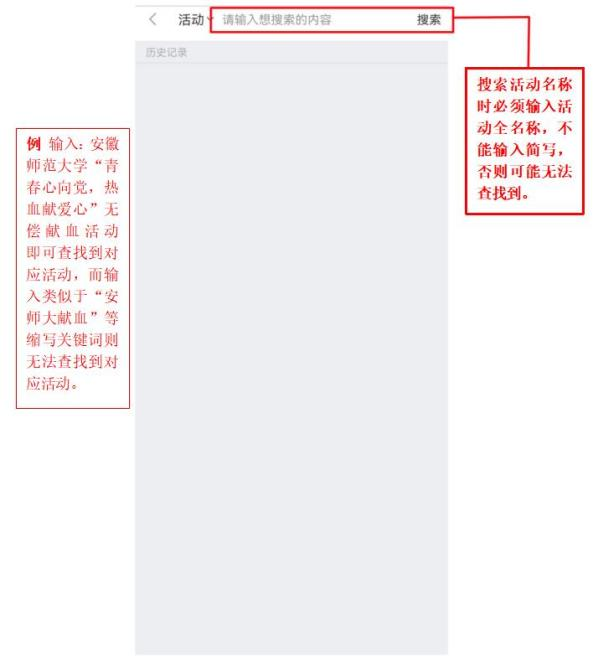 活动 请输入想搜索的内容 搜索
历史记录
搜索活动名称
时必须输入活
动全名称，不
能输入简写，
否则可能无法
查找到。
例 输入：安徽
师范大学“青
春心向党，热
血献爱心”无
偿献血活动
即可查找到对
应活动，而输
入类似于“安
师大献血”等
缩写关键词则
无法查找到对
应活动。